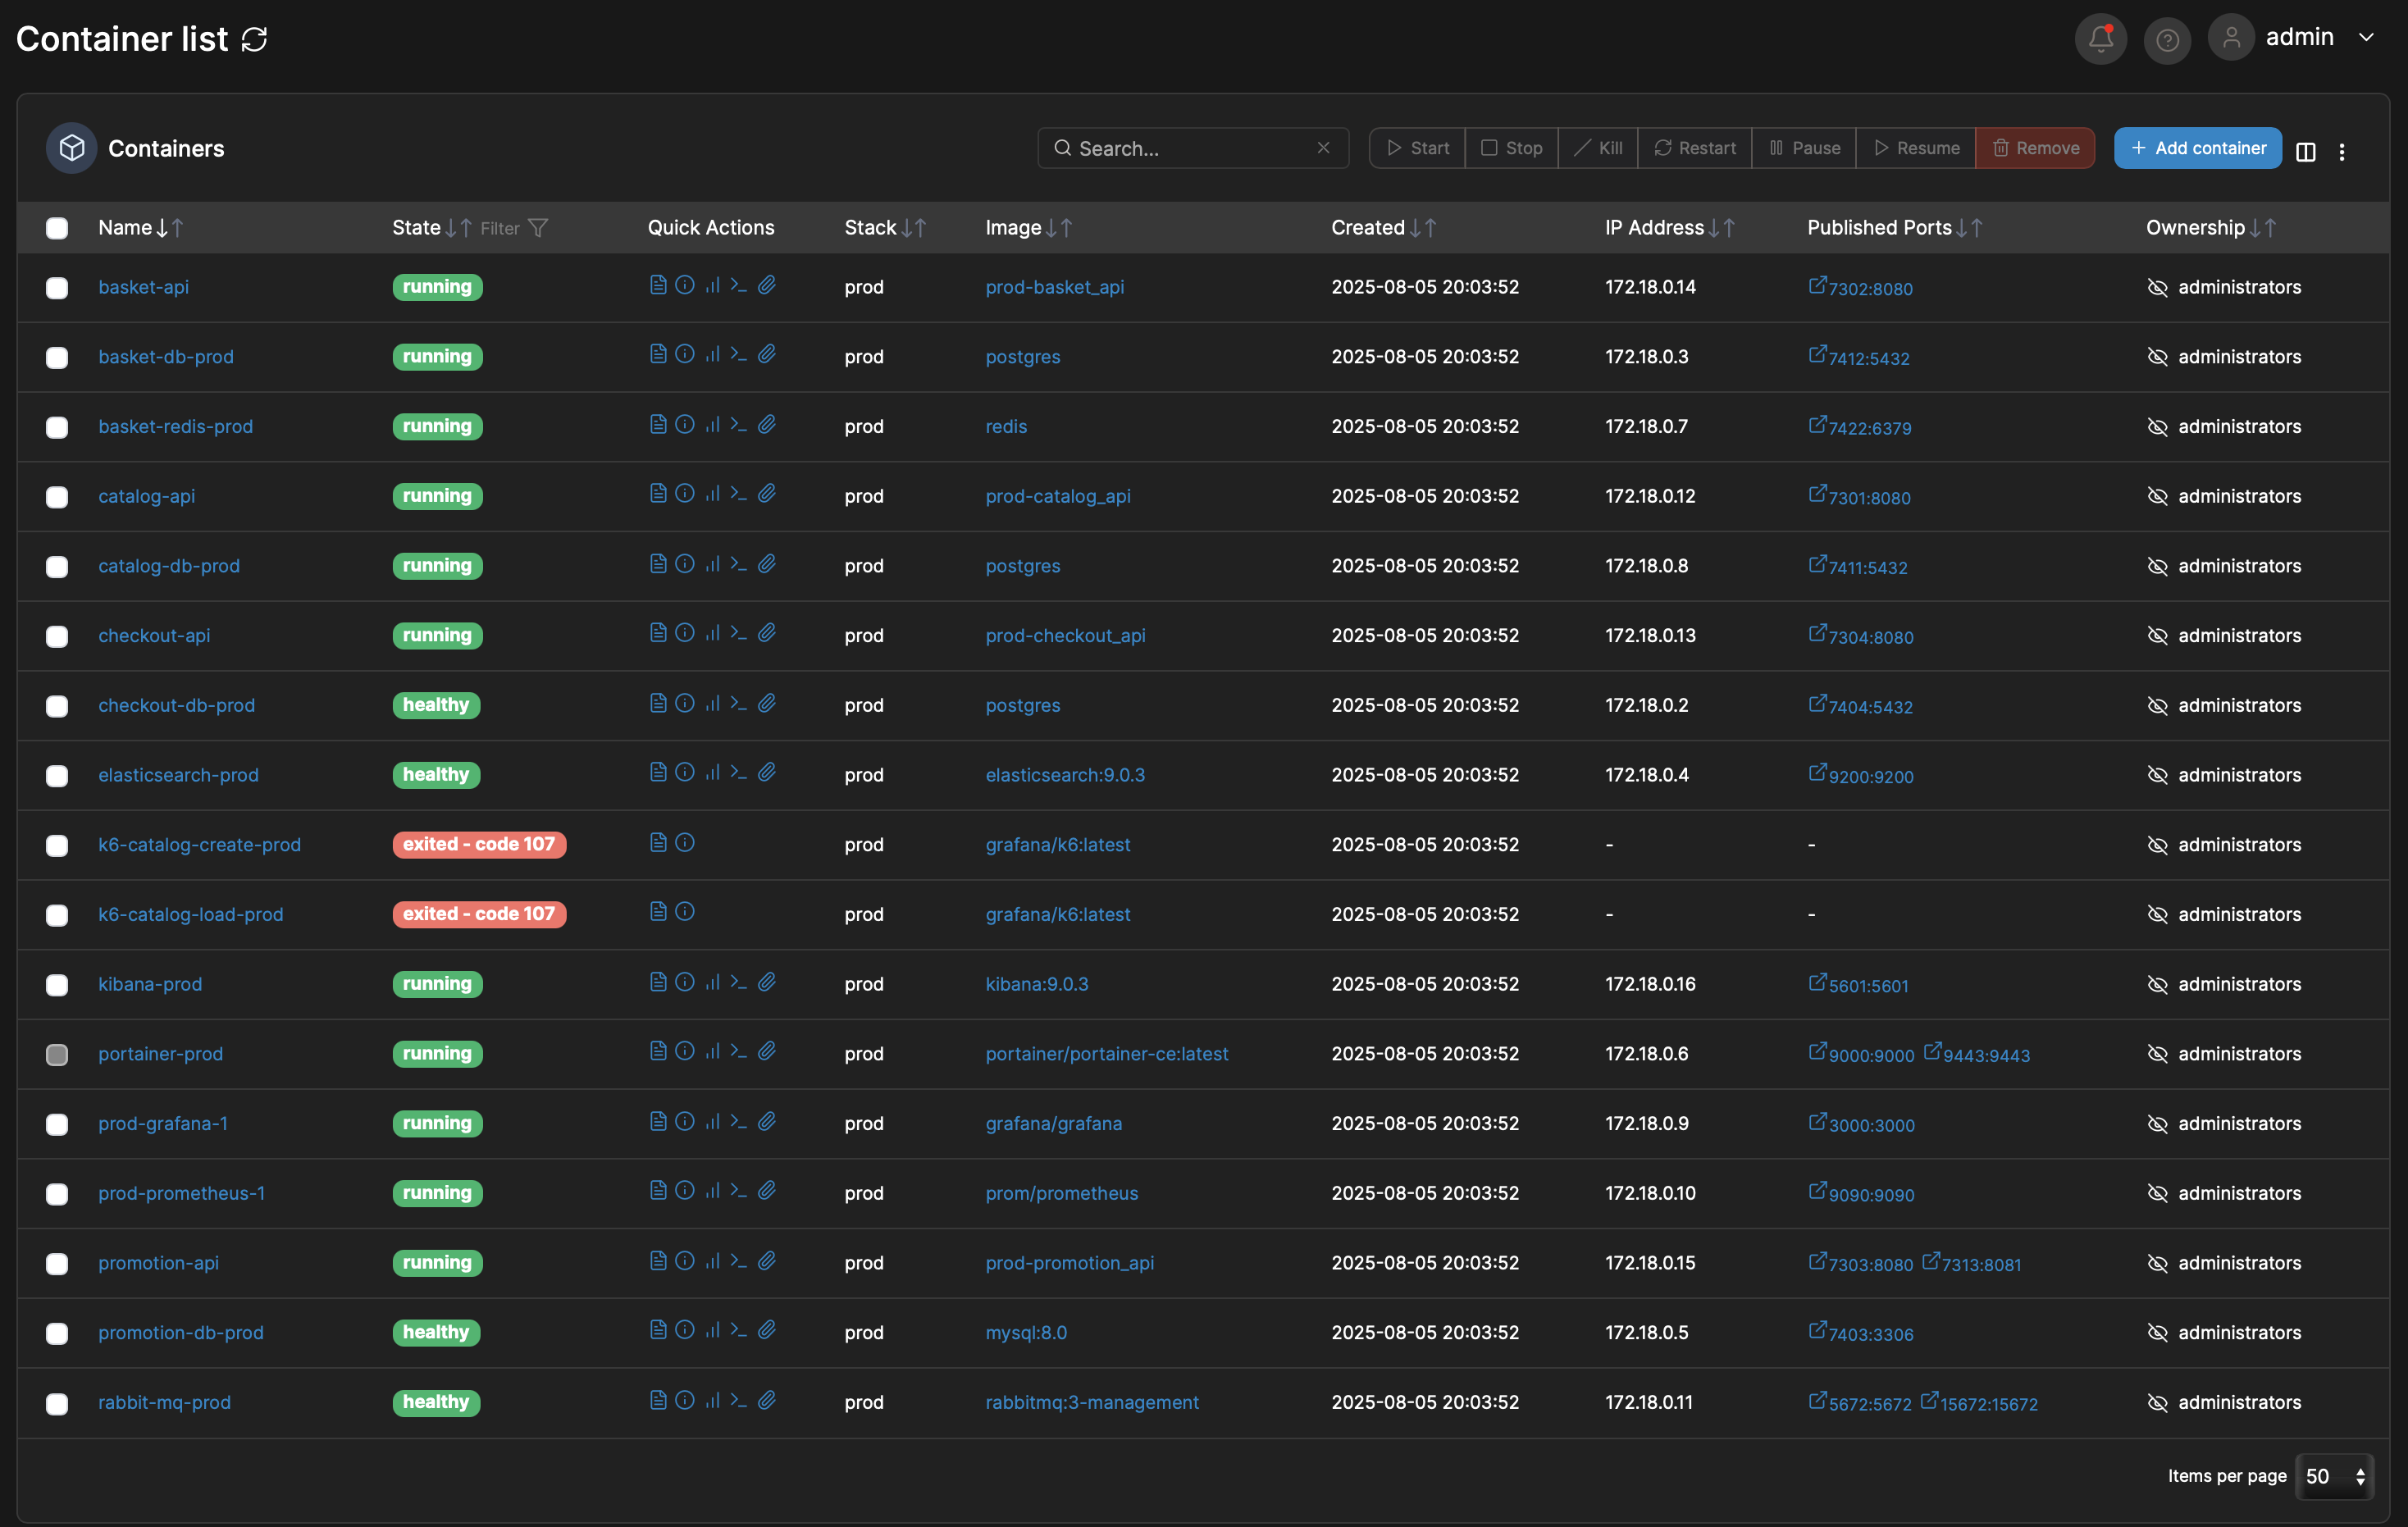 Container list
admin
Containers
Search...
Start Stop Kill Restart Pause Resume Remove
Add container
Name State Filter Quick Actions Stack Image Created IP Address Published Ports Ownership
basket-api running prod prod-basket_api 2025-08-05 20:03:52 172.18.0.14 7302:8080 administrators
basket-db-prod running prod postgres 2025-08-05 20:03:52 172.18.0.3 7412:5432 administrators
basket-redis-prod running prod redis 2025-08-05 20:03:52 172.18.0.7 7422:6379 administrators
catalog-api running prod prod-catalog_api 2025-08-05 20:03:52 172.18.0.12 7301:8080 administrators
catalog-db-prod running prod postgres 2025-08-05 20:03:52 172.18.0.8 7411:5432 administrators
checkout-api running prod prod-checkout_api 2025-08-05 20:03:52 172.18.0.13 7304:8080 administrators
checkout-db-prod healthy prod postgres 2025-08-05 20:03:52 172.18.0.2 7404:5432 administrators
elasticsearch-prod healthy prod elasticsearch:9.0.3 2025-08-05 20:03:52 172.18.0.4 9200:9200 administrators
k6-catalog-create-prod exited - code 107 prod grafana/k6:latest 2025-08-05 20:03:52 - - administrators
k6-catalog-load-prod exited - code 107 prod grafana/k6:latest 2025-08-05 20:03:52 - - administrators
kibana-prod running prod kibana:9.0.3 2025-08-05 20:03:52 172.18.0.16 5601:5601 administrators
portainer-prod running prod portainer/portainer-ce:latest 2025-08-05 20:03:52 172.18.0.6 9000:9000 9443:9443 administrators
prod-grafana-1 running prod grafana/grafana 2025-08-05 20:03:52 172.18.0.9 3000:3000 administrators
prod-prometheus-1 running prod prom/prometheus 2025-08-05 20:03:52 172.18.0.10 9090:9090 administrators
promotion-api running prod prod-promotion_api 2025-08-05 20:03:52 172.18.0.15 7303:8080 7313:8081 administrators
promotion-db-prod healthy prod mysql:8.0 2025-08-05 20:03:52 172.18.0.5 7403:3306 administrators
rabbit-mq-prod healthy prod rabbitmq:3-management 2025-08-05 20:03:52 172.18.0.11 5672:5672 15672:15672 administrators
Items per page 50